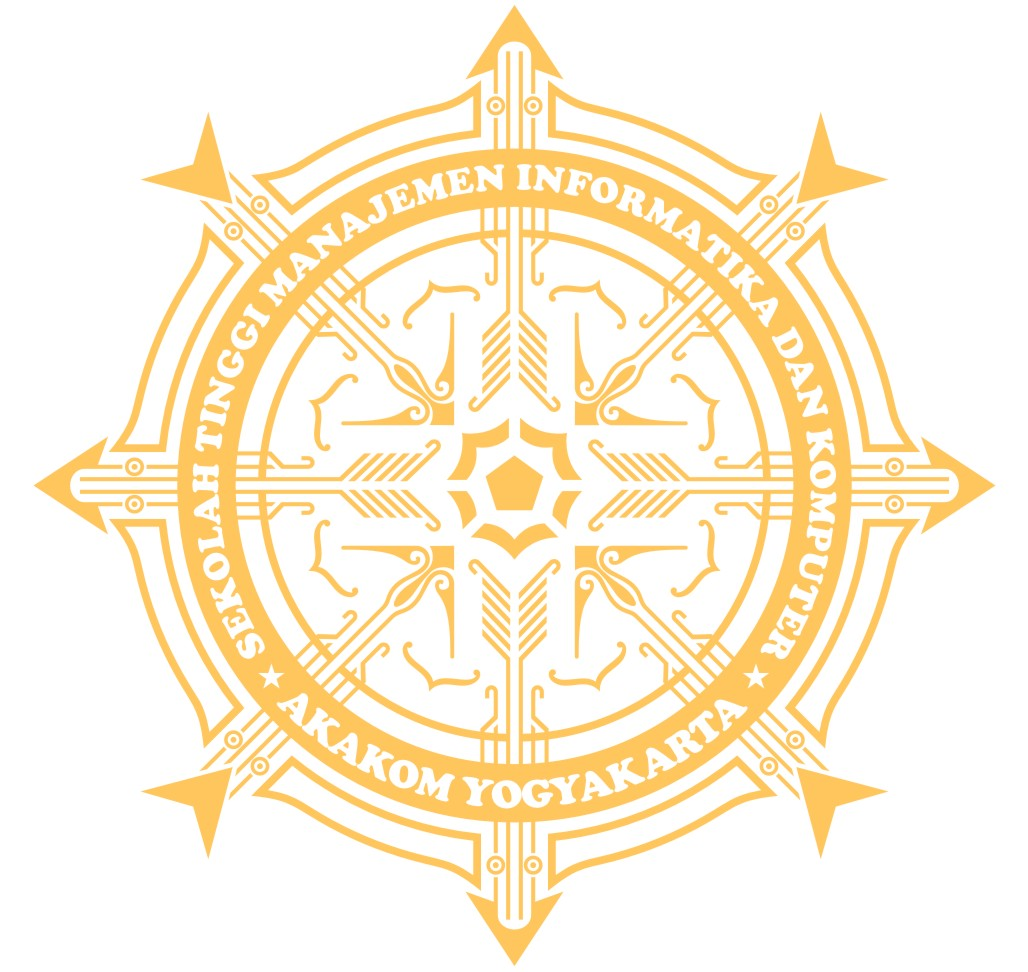 SEKOLAH TINGGI MANAJEMEN INFORMATIKA DAN KOMPUTER
AKAKOM YOGYAKARTA